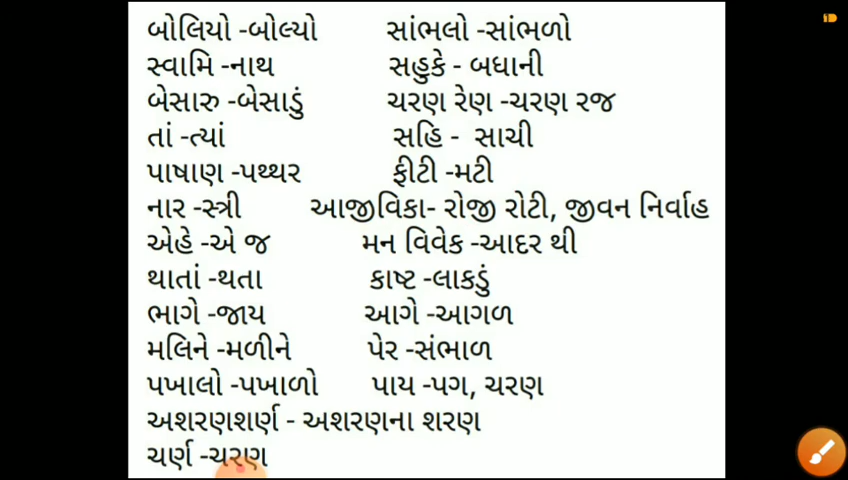 બોલિયો -બોલ્યો સાંભલો -સાંભળો
સ્વામિ -નાથ સહુકે - બધાની
બેસારુ -બેસાડું ચરણ રેણ -ચરણ રજ
તાં -ત્યાં સહિ - સાચી
પાષાણ -પથ્થર ફીટી -મટી
નાર -સ્ત્રી આજીવિકા- રોજી રોટી, જીવન નિર્વાહ
એહે -એ જ મન વિવેક -આદર થી
થાતાં -થતા કાષ્ટ -લાકડું
ભાગે -જાય આગે -આગળ
મલિને -મળીને પેર -સંભાળ
પખાલો -પખાળો પાય -પગ, ચરણ
અશરણશર્ણ - અશરણના શરણ
ચર્ણ -ચરણ